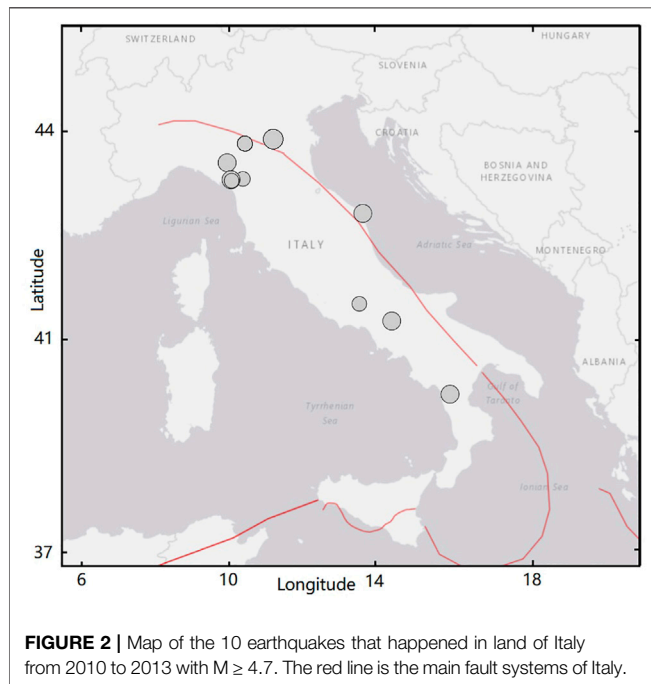 SWITZERLAND
HUNGARY
SLOVENIA
44
CROATIA
BOSNIA AND
HERZEGOVINA
Ligurian Sea
ITALY
Adriatic Sea
MONTENEGRO
Latitude
41
ALBANIA
Gulf of
Taranto
Tyrrhenian
Sea
Ionian Sea
37
6
10
14
18
Longitude
FIGURE 2 | Map of the 10 earthquakes that happened in land of Italy
from 2010 to 2013 with M ≥ 4.7. The red line is the main fault systems of Italy.